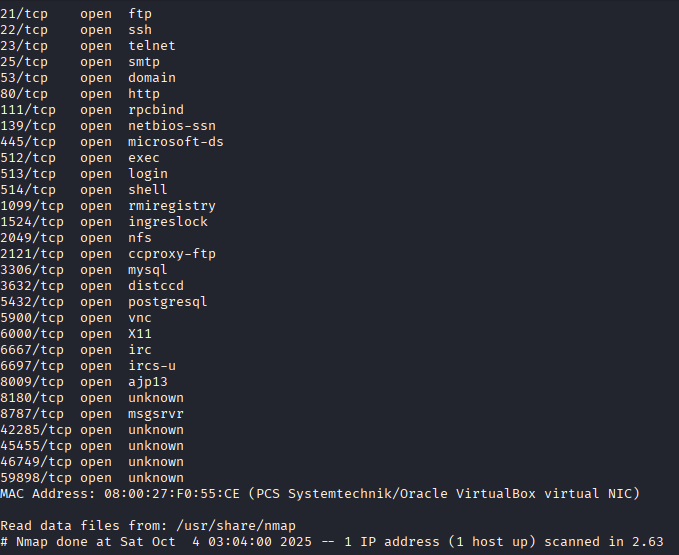 21/tcp    open  ftp
22/tcp    open  ssh
23/tcp    open  telnet
25/tcp    open  smtp
53/tcp    open  domain
80/tcp    open  http
111/tcp   open  rpcbind
139/tcp   open  netbios-ssn
445/tcp   open  microsoft-ds
512/tcp   open  exec
513/tcp   open  login
514/tcp   open  shell
1099/tcp  open  rmiregistry
1524/tcp  open  ingreslock
2049/tcp  open  nfs
2121/tcp  open  ccproxy-ftp
3306/tcp  open  mysql
3632/tcp  open  distccd
5432/tcp  open  postgresql
5900/tcp  open  vnc
6000/tcp  open  X11
6667/tcp  open  irc
6697/tcp  open  ircs-u
8009/tcp  open  ajp13
8180/tcp  open  unknown
8787/tcp  open  msgsrvr
42285/tcp open  unknown
45455/tcp open  unknown
46749/tcp open  unknown
59898/tcp open  unknown
MAC Address: 08:00:27:F0:55:CE (PCS Systemtechnik/Oracle VirtualBox virtual NIC)
Read data files from: /usr/share/nmap
# Nmap done at Sat Oct  4 03:04:00 2025 -- 1 IP address (1 host up) scanned in 2.63